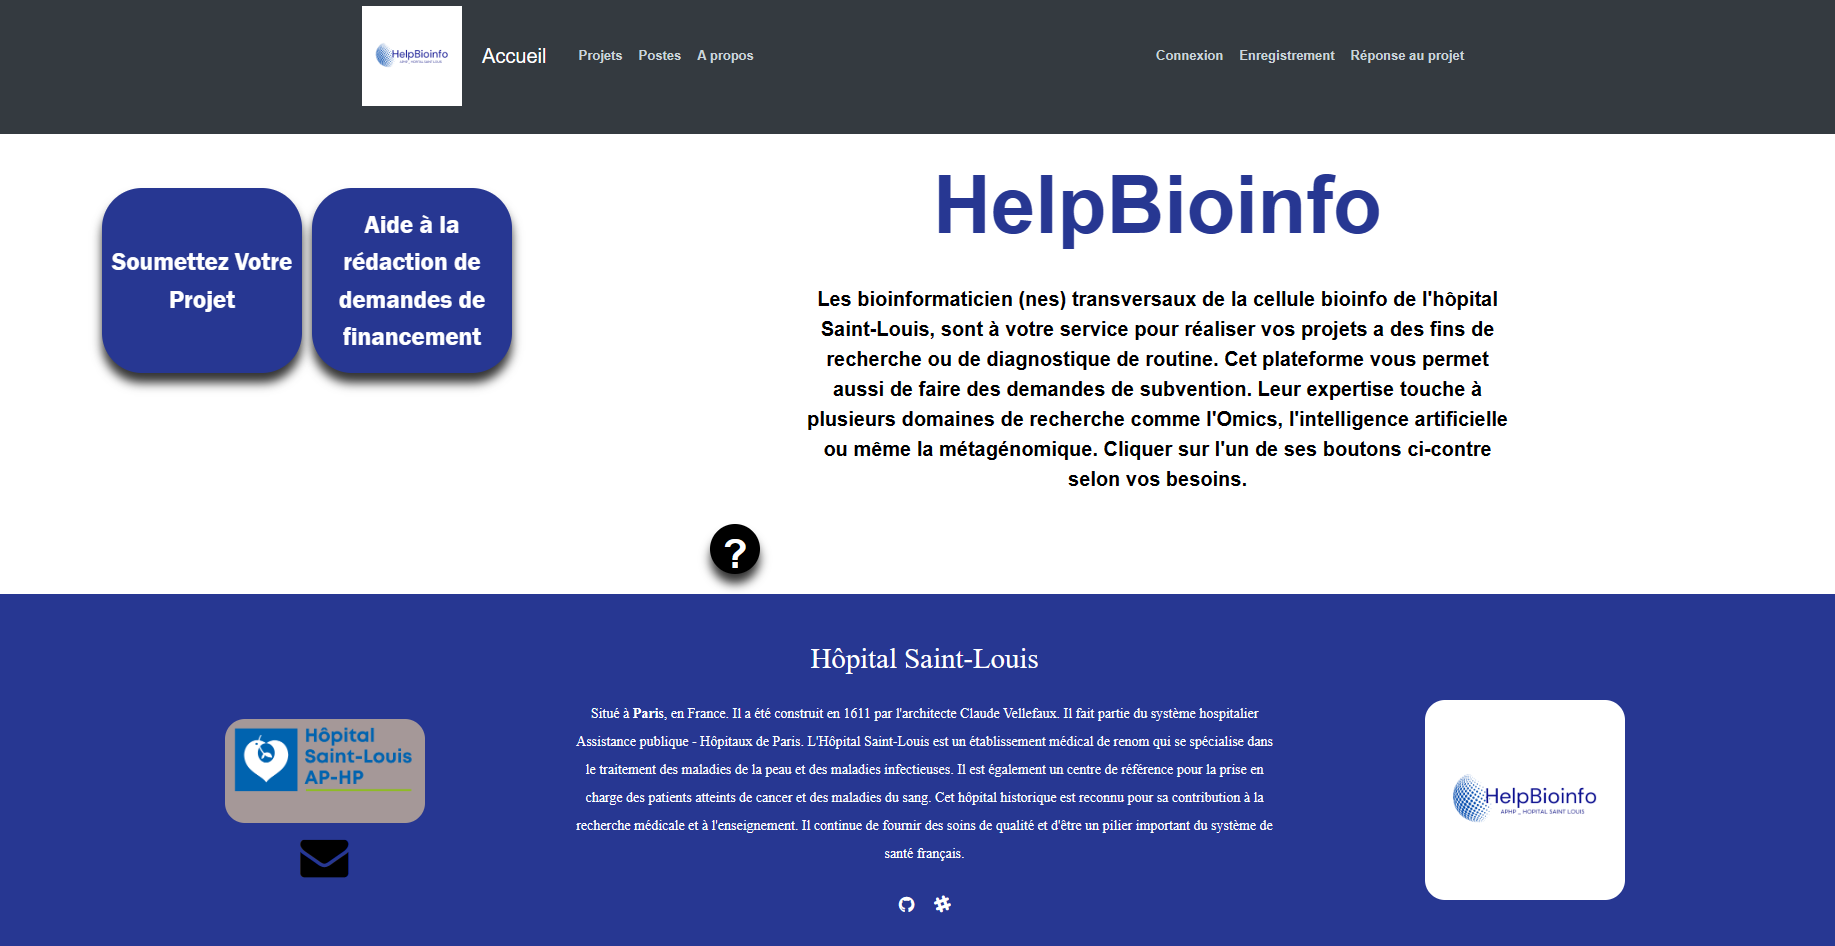 HelpBioinfo
APHP _ HOPITAL SAINT LOUIS
Accueil
Projets
Postes
A propos
Connexion
Enregistrement
Réponse au projet
Soumettez Votre
Projet
Aide à la
rédaction de
demandes de
financement
HelpBioinfo
Les bioinformaticien (nes) transversaux de la cellule bioinfo de l'hôpital
Saint-Louis, sont à votre service pour réaliser vos projets a des fins de
recherche ou de diagnostique de routine. Cet plateforme vous permet
aussi de faire des demandes de subvention. Leur expertise touche à
plusieurs domaines de recherche comme l'Omics, l'intelligence artificielle
ou même la métagénomique. Cliquer sur l'un de ses boutons ci-contre
selon vos besoins.
?
Hôpital
Saint-Louis
AP-HP
Hôpital Saint-Louis
Situé à Paris, en France. Il a été construit en 1611 par l'architecte Claude Vellefaux. Il fait partie du système hospitalier
Assistance publique - Hôpitaux de Paris. L'Hôpital Saint-Louis est un établissement médical de renom qui se spécialise dans
le traitement des maladies de la peau et des maladies infectieuses. Il est également un centre de référence pour la prise en
charge des patients atteints de cancer et des maladies du sang. Cet hôpital historique est reconnu pour sa contribution à la
recherche médicale et à l'enseignement. Il continue de fournir des soins de qualité et d'être un pilier important du système de
santé français.
HelpBioinfo
APHP _ HOPITAL SAINT LOUIS